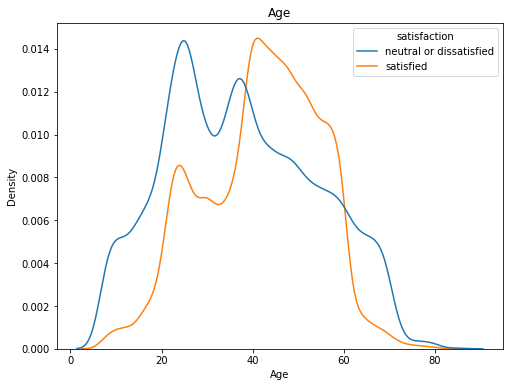 Age
satisfaction
neutral or dissatisfied
satisfied
0.014
0.012
0.010
0.008
0.006
0.004
0.002
0.000
Density
0
20
40
60
80
Age